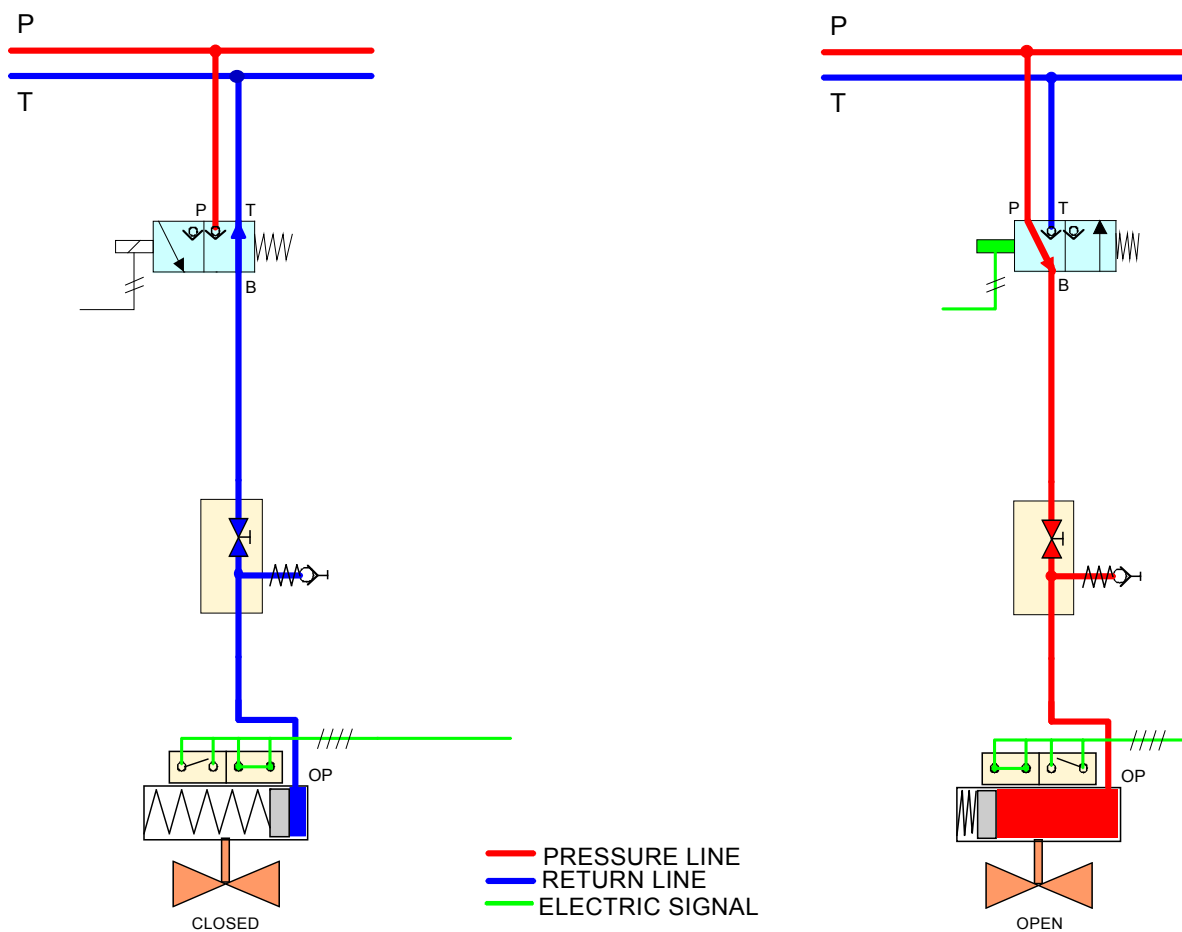 P
T
P T
B
OP
CLOSED
P
T
P T
B
OP
OPEN
PRESSURE LINE
RETURN LINE
ELECTRIC SIGNAL